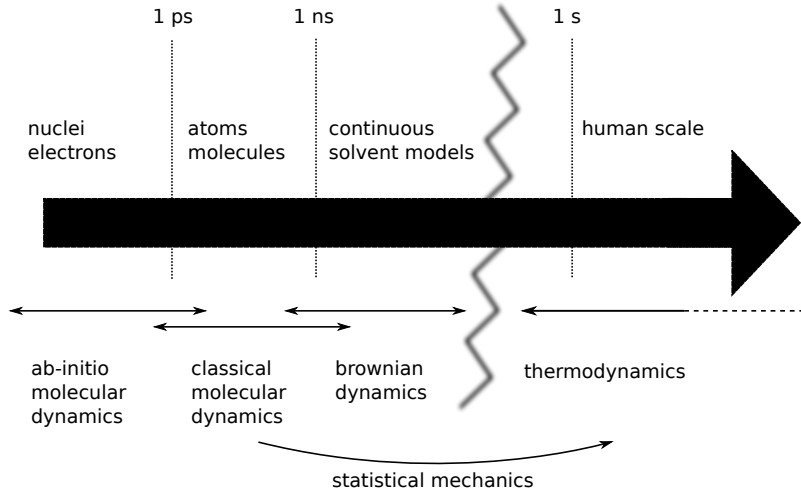 1 ps
1 ns
1 s
nuclei
electrons
atoms
molecules
continuous
solvent models
human scale
ab-initio
molecular
dynamics
classical
molecular
dynamics
brownian
dynamics
thermodynamics
statistical mechanics